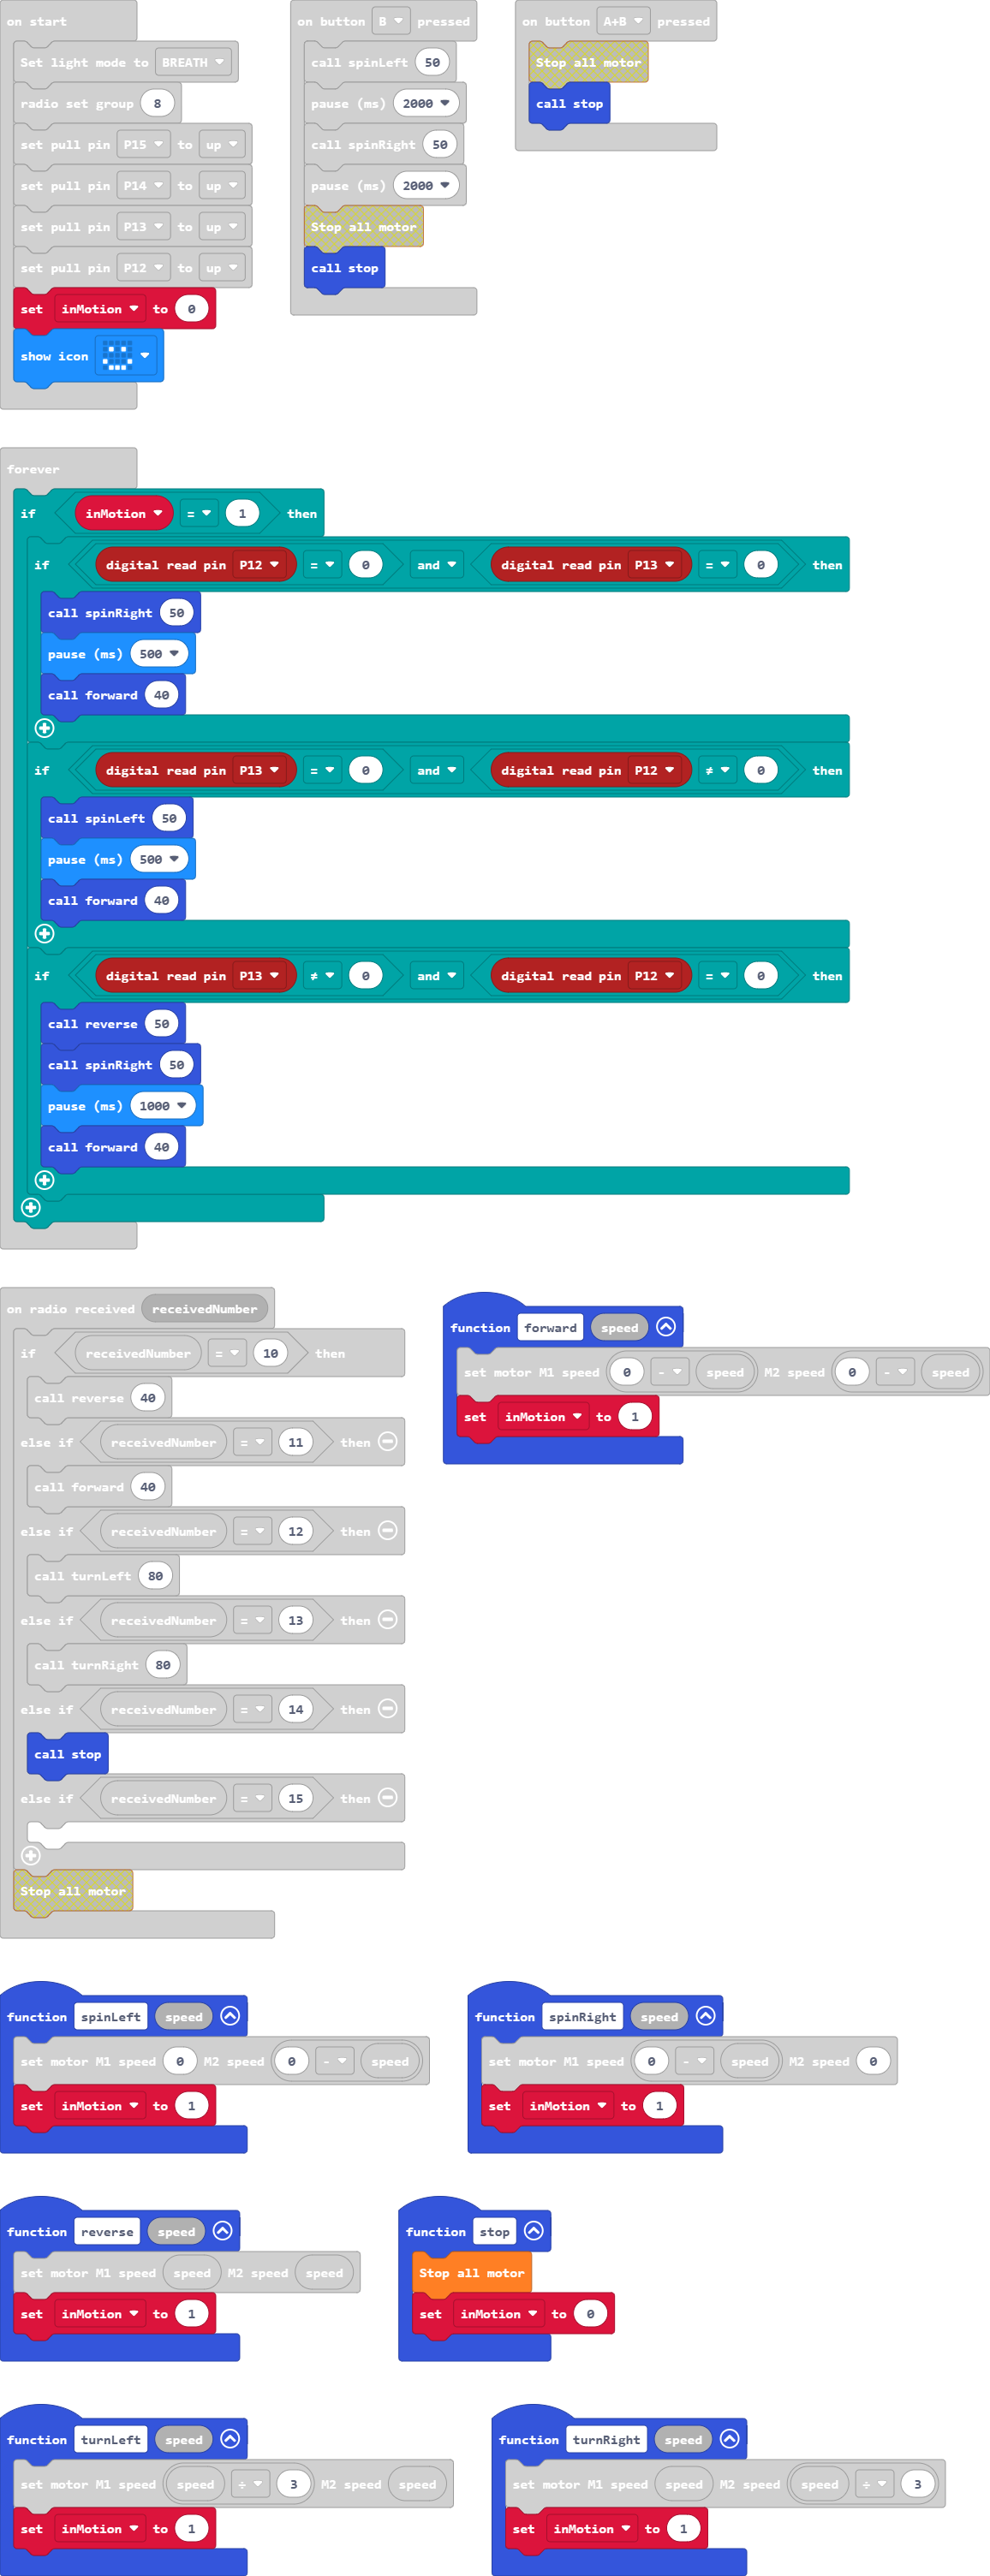 on start
Set light mode to BREATH
radio set group 8
set pull pin P15 to up
set pull pin P14 to up
set pull pin P13 to up
set pull pin P12 to up
set inMotion to 0
show icon
on button B pressed
call spinLeft 50
pause (ms) 2000
call spinRight 50
pause (ms) 2000
Stop all motor
call stop
on button A+B pressed
Stop all motor
call stop
forever
if inMotion = 1 then
if digital read pin P12 = 0 and digital read pin P13 = 0 then
call spinRight 50
pause (ms) 500
call forward 40
if digital read pin P13 = 0 and digital read pin P12 ≠ 0 then
call spinLeft 50
pause (ms) 500
call forward 40
if digital read pin P13 ≠ 0 and digital read pin P12 = 0 then
call reverse 50
call spinRight 50
pause (ms) 1000
call forward 40
on radio received receivedNumber
if receivedNumber = 10 then
call reverse 40
else if receivedNumber = 11 then
call forward 40
else if receivedNumber = 12 then
call turnLeft 80
else if receivedNumber = 13 then
call turnRight 80
else if receivedNumber = 14 then
call stop
else if receivedNumber = 15 then
Stop all motor
function forward speed
set motor M1 speed 0 - speed M2 speed 0 - speed
set inMotion to 1
function spinLeft speed
set motor M1 speed 0 M2 speed 0 - speed
set inMotion to 1
function spinRight speed
set motor M1 speed 0 - speed M2 speed 0
set inMotion to 1
function reverse speed
set motor M1 speed speed M2 speed speed
set inMotion to 1
function stop
Stop all motor
set inMotion to 0
function turnLeft speed
set motor M1 speed speed ÷ 3 M2 speed speed
set inMotion to 1
function turnRight speed
set motor M1 speed speed M2 speed speed ÷ 3
set inMotion to 1